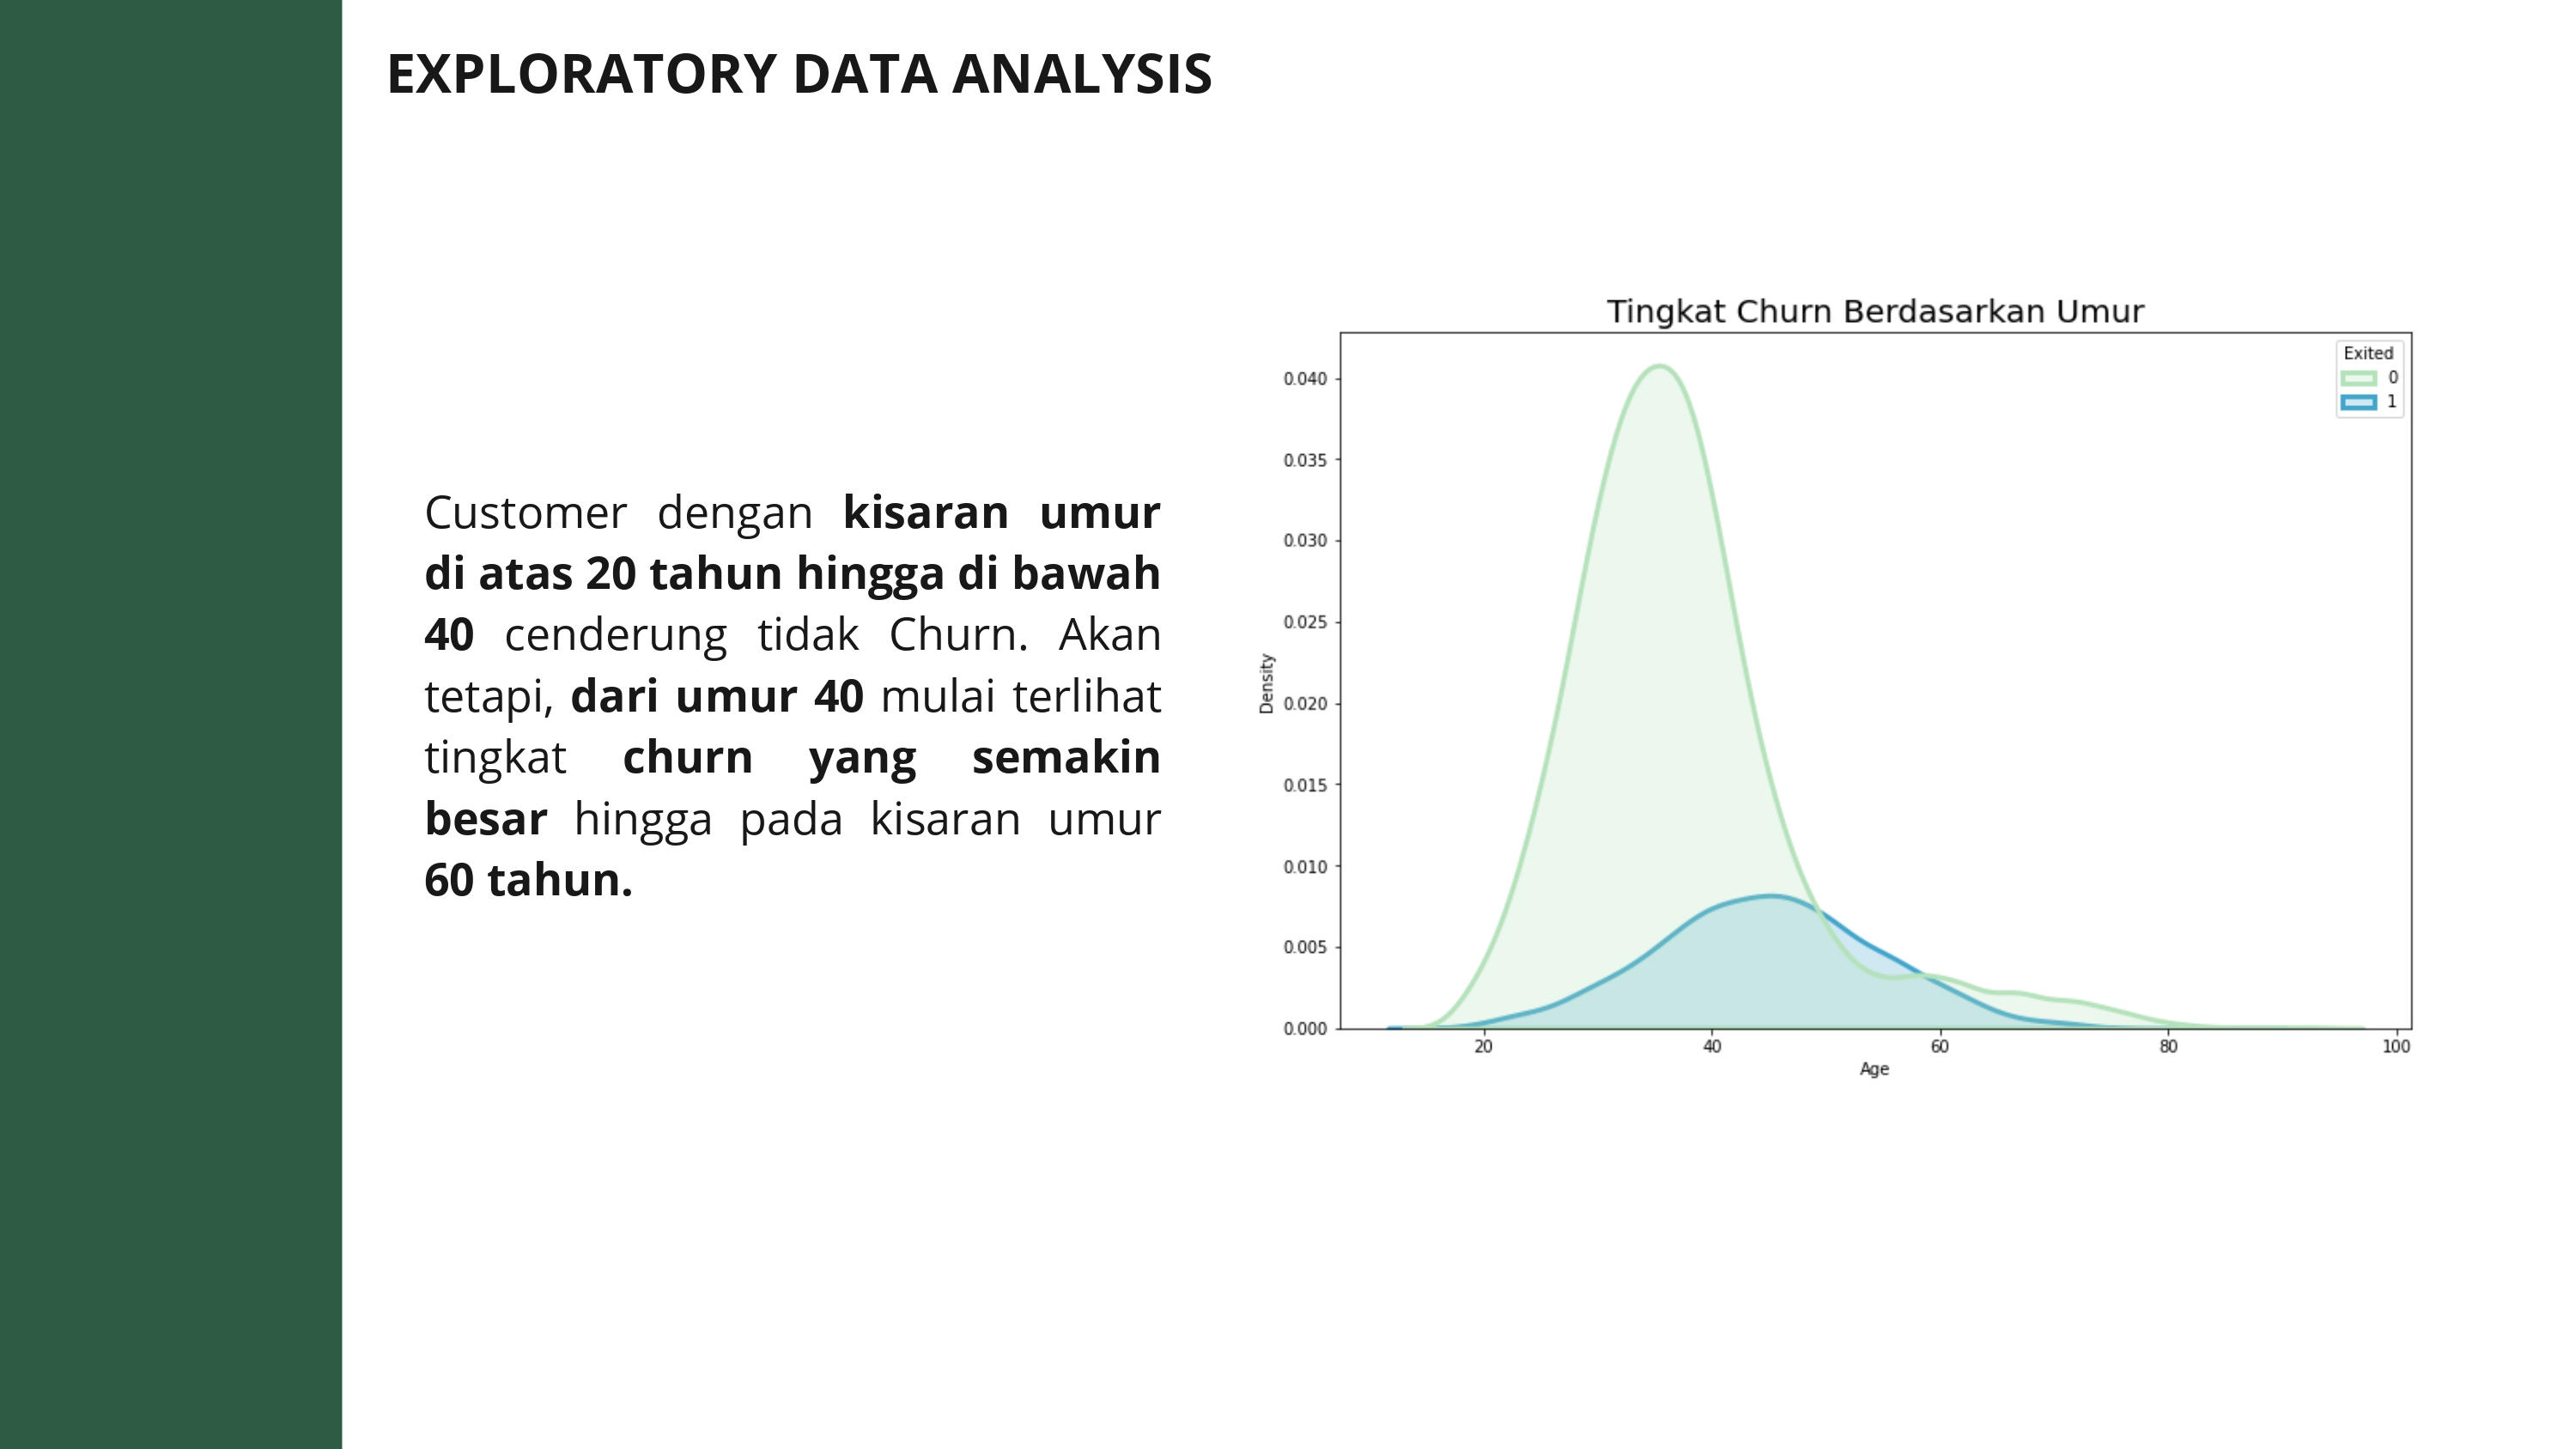 EXPLORATORY DATA ANALYSIS
Customer dengan kisaran umur
di atas 20 tahun hingga di bawah
40 cenderung tidak Churn. Akan
tetapi, dari umur 40 mulai terlihat
tingkat churn yang semakin
besar hingga pada kisaran umur
60 tahun.
Tingkat Churn Berdasarkan Umur
Exited
0
1
0.040
0.035
0.030
0.025
0.020
0.015
0.010
0.005
0.000
Density
20 40 60 80 100
Age